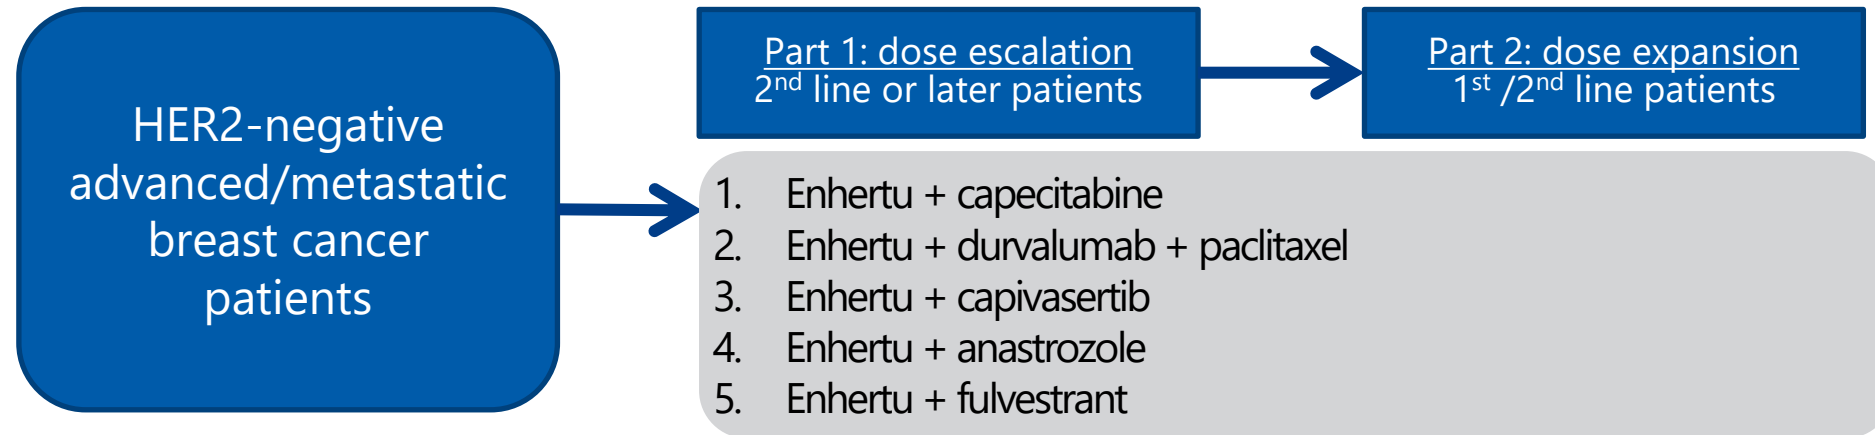 HER2-negative
advanced/metastatic
breast cancer
patients
Part 1: dose escalation
2nd line or later patients
Part 2: dose expansion
1st /2nd line patients
1. Enhertu + capecitabine
2. Enhertu + durvalumab + paclitaxel
3. Enhertu + capivasertib
4. Enhertu + anastrozole
5. Enhertu + fulvestrant